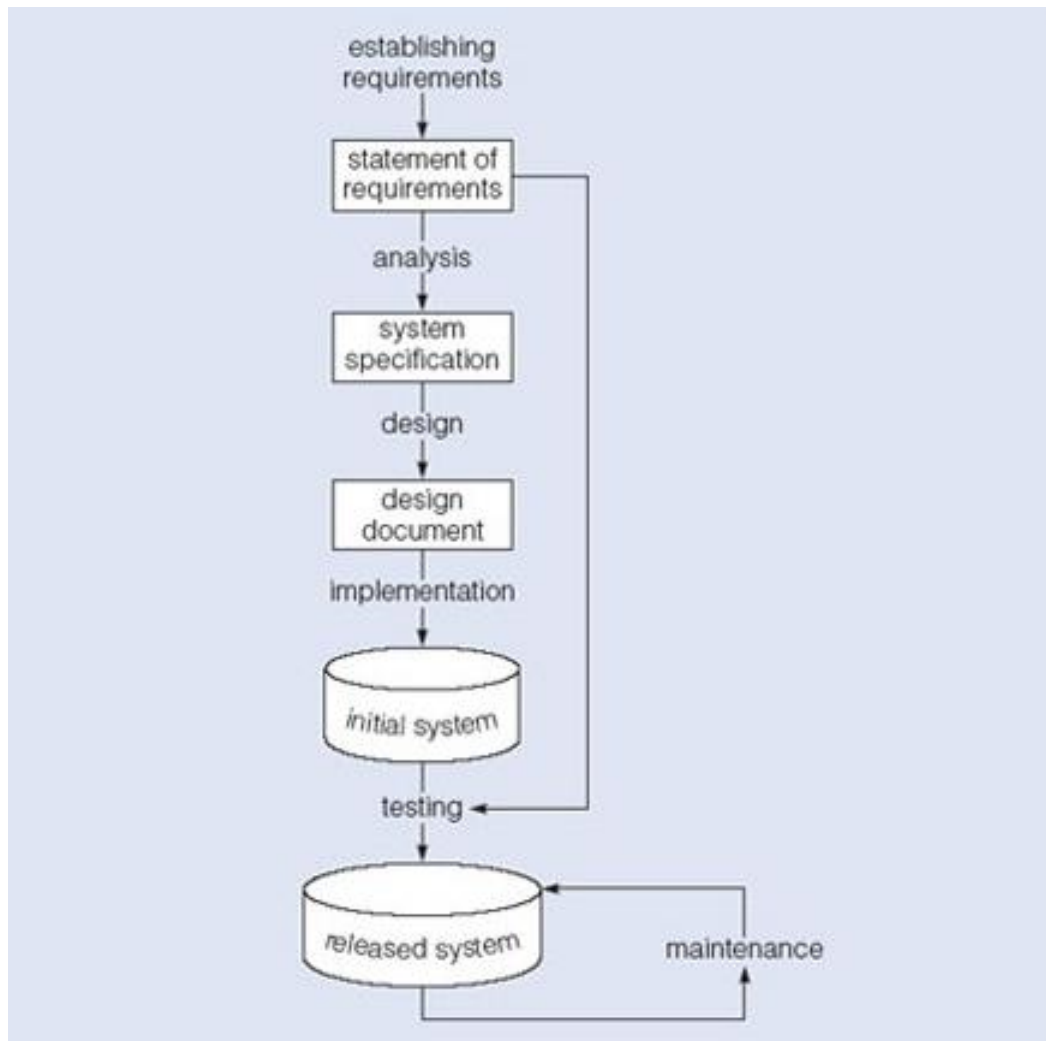 establishing
requirements
statement of
requirements
analysis
system
specification
design
design
document
implementation
initial system
testing
released system
maintenance